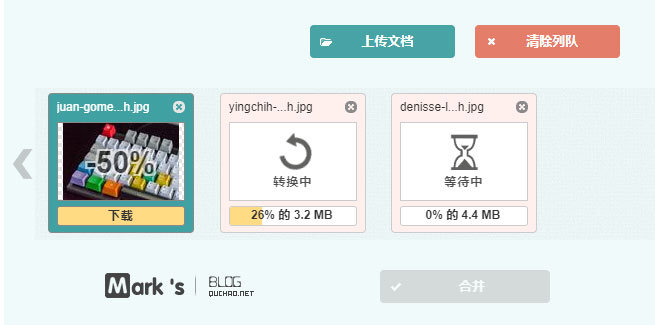 上传文档
清除列队
juan-gome...h.jpg
yingchih-...h.jpg
denisse-l...h.jpg
-50%
转换中
等待中
下载
26% 的 3.2 MB
0% 的 4.4 MB
Mark 's
BLOG
QUCHAO.NET
合并